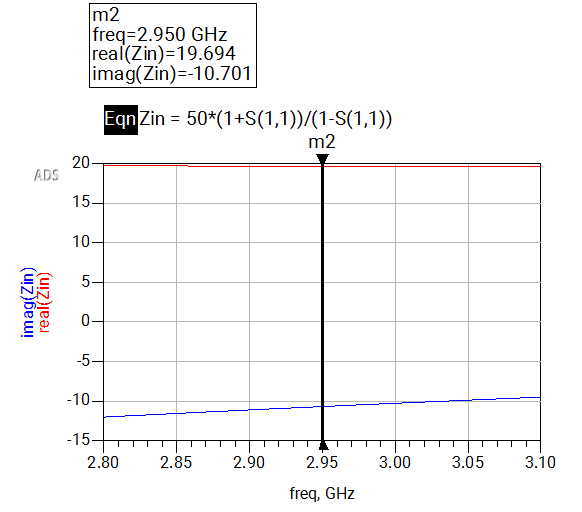 m2
freq=2.950 GHz
real(Zin)=19.694
imag(Zin)=-10.701
Eqn Zin = 50*(1+S(1,1))/(1-S(1,1))
m2
ADS
20
15
10
5
0
-5
-10
-15
imag(Zin)
real(Zin)
2.80 2.85 2.90 2.95 3.00 3.05 3.10
freq, GHz